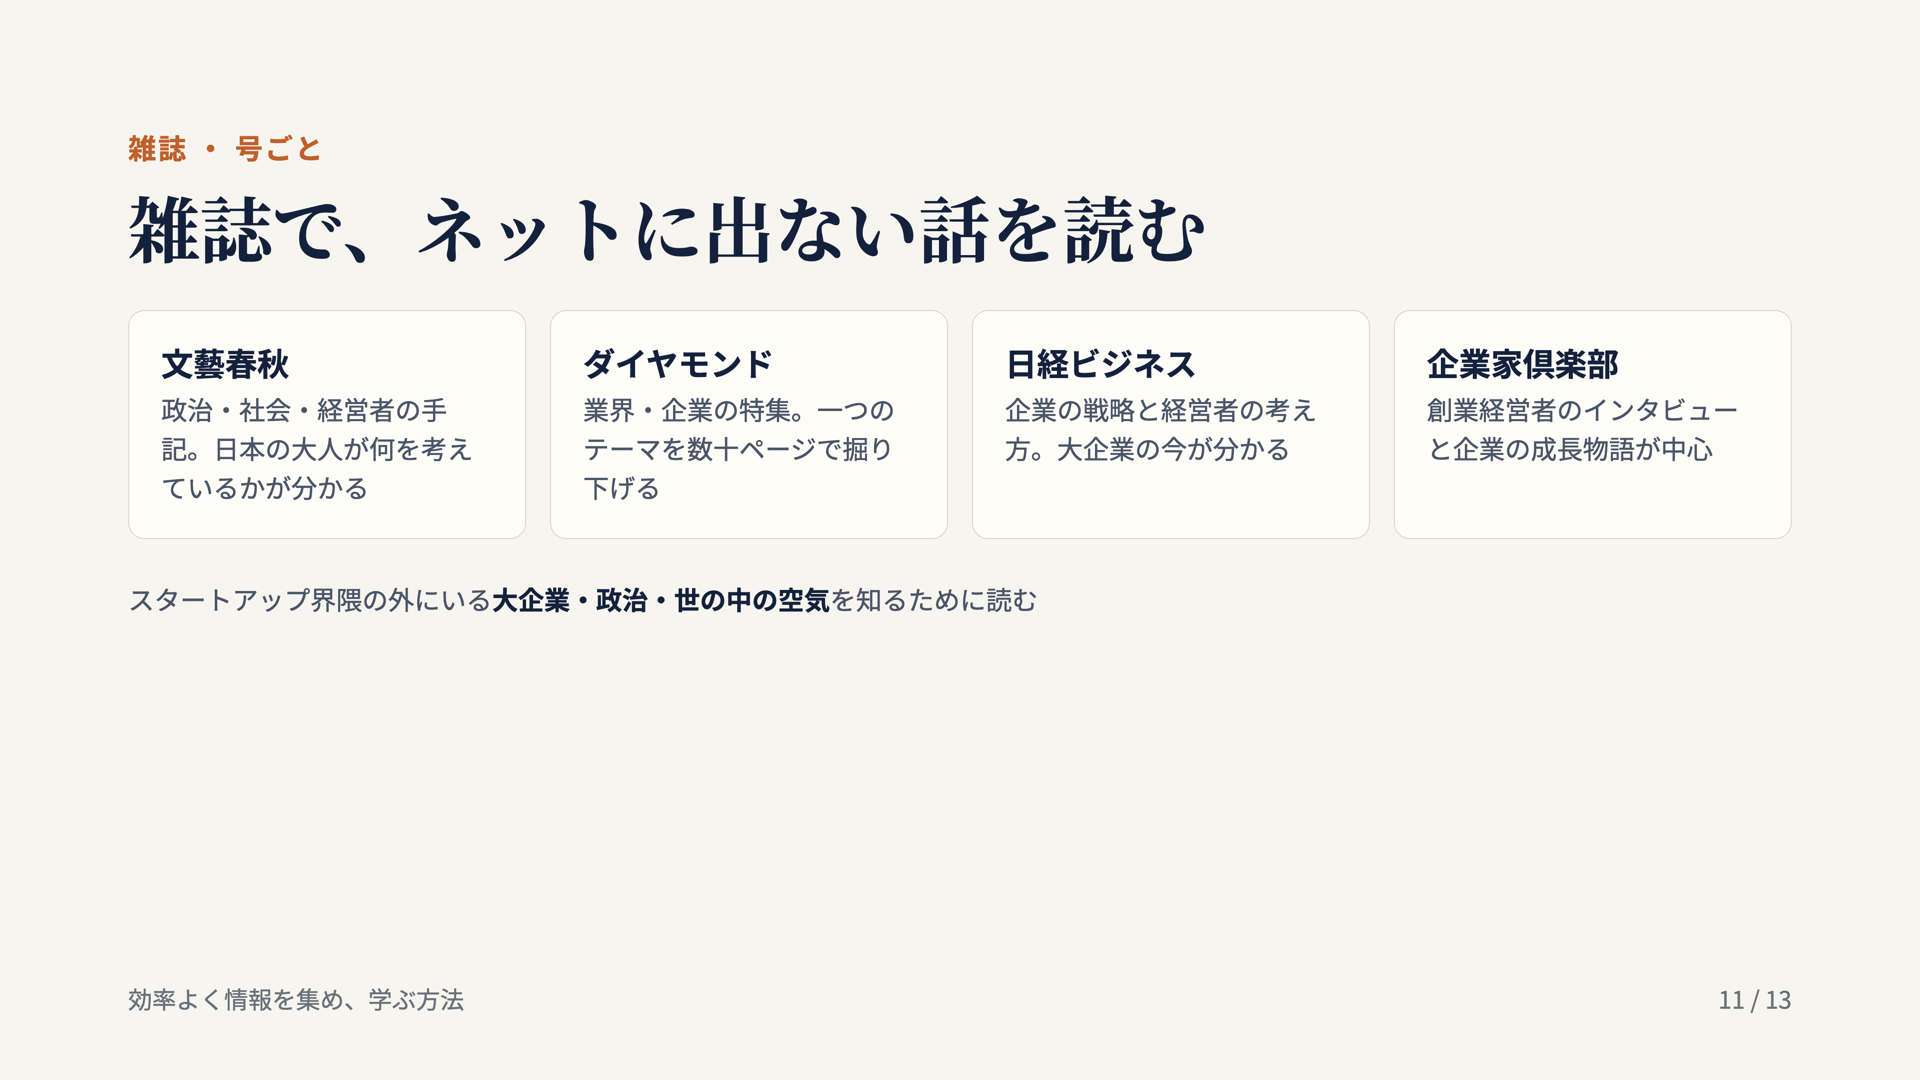 雑誌 ・ 号ごと
雑誌で、ネットに出ない話を読む
文藝春秋
政治・社会・経営者の手
記。日本の大人が何を考え
ているかが分かる
ダイヤモンド
業界・企業の特集。一つの
テーマを数十ページで掘り
下げる
日経ビジネス
企業の戦略と経営者の考え
方。大企業の今が分かる
企業家倶楽部
創業経営者のインタビュー
と企業の成長物語が中心
スタートアップ界隈の外にいる大企業・政治・世の中の空気を知るために読む
効率よく情報を集め、学ぶ方法
11 / 13